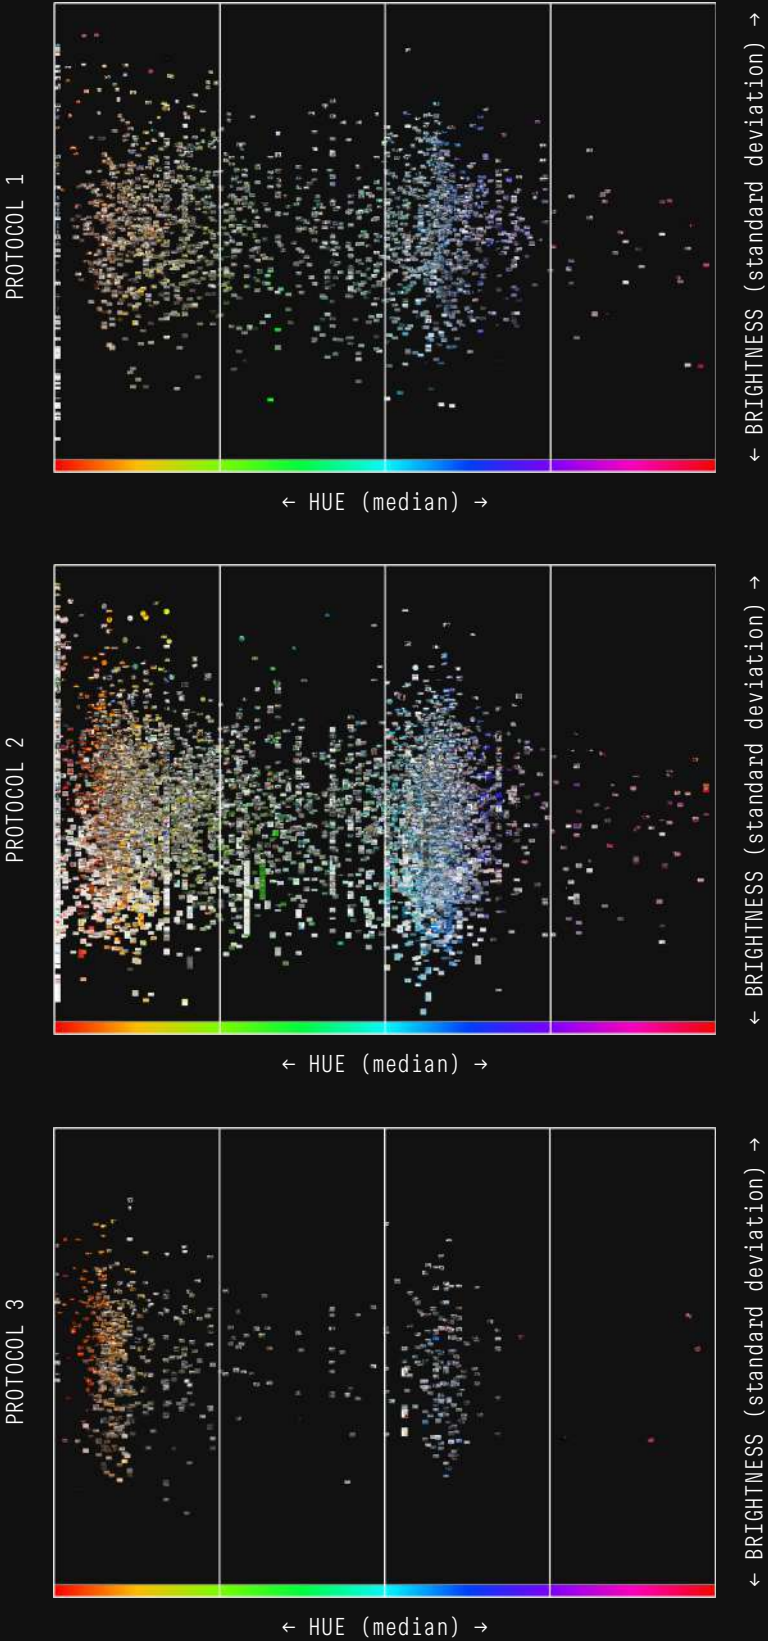 PROTOCOL 1
← BRIGHTNESS (standard deviation) →
← HUE (median) →
PROTOCOL 2
← BRIGHTNESS (standard deviation) →
← HUE (median) →
PROTOCOL 3
← BRIGHTNESS (standard deviation) →
← HUE (median) →